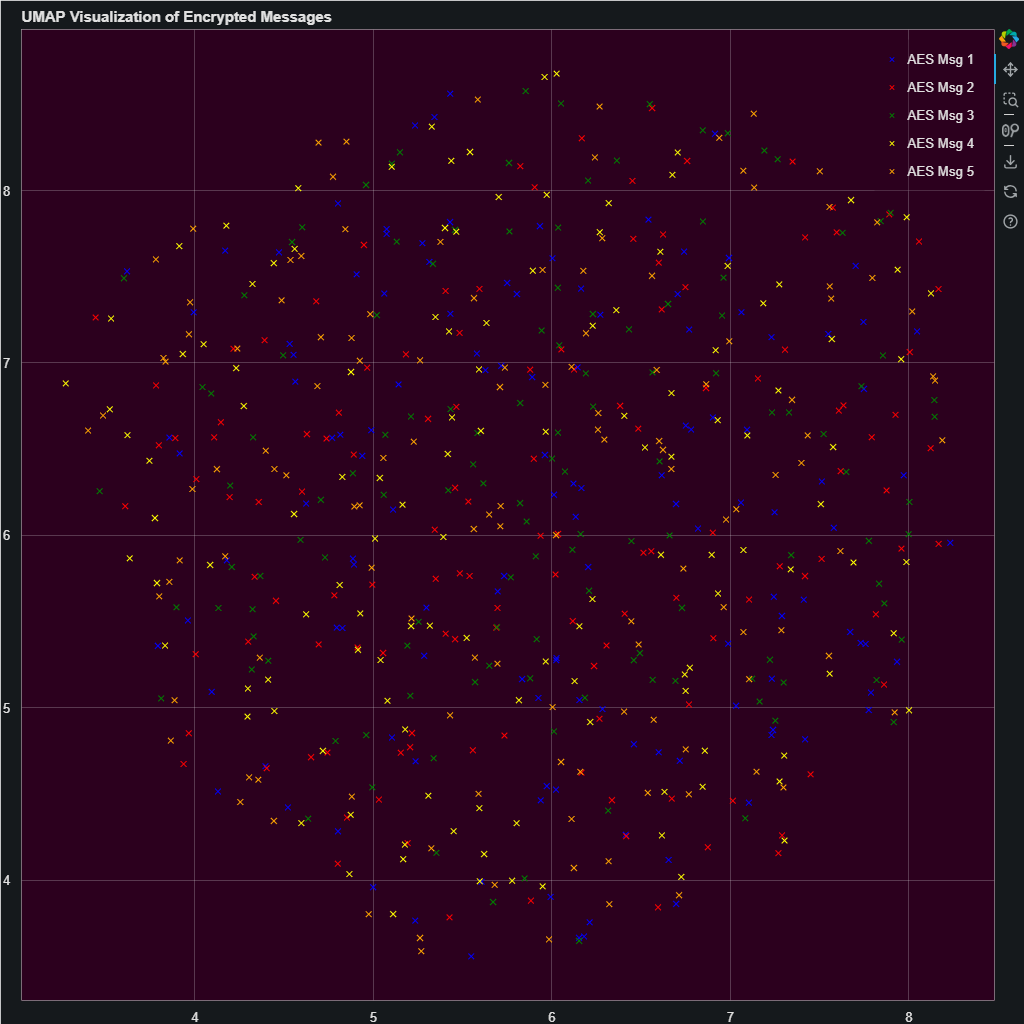 UMAP Visualization of Encrypted Messages
AES Msg 1
AES Msg 2
AES Msg 3
AES Msg 4
AES Msg 5
8
7
6
5
4
4
5
6
7
8